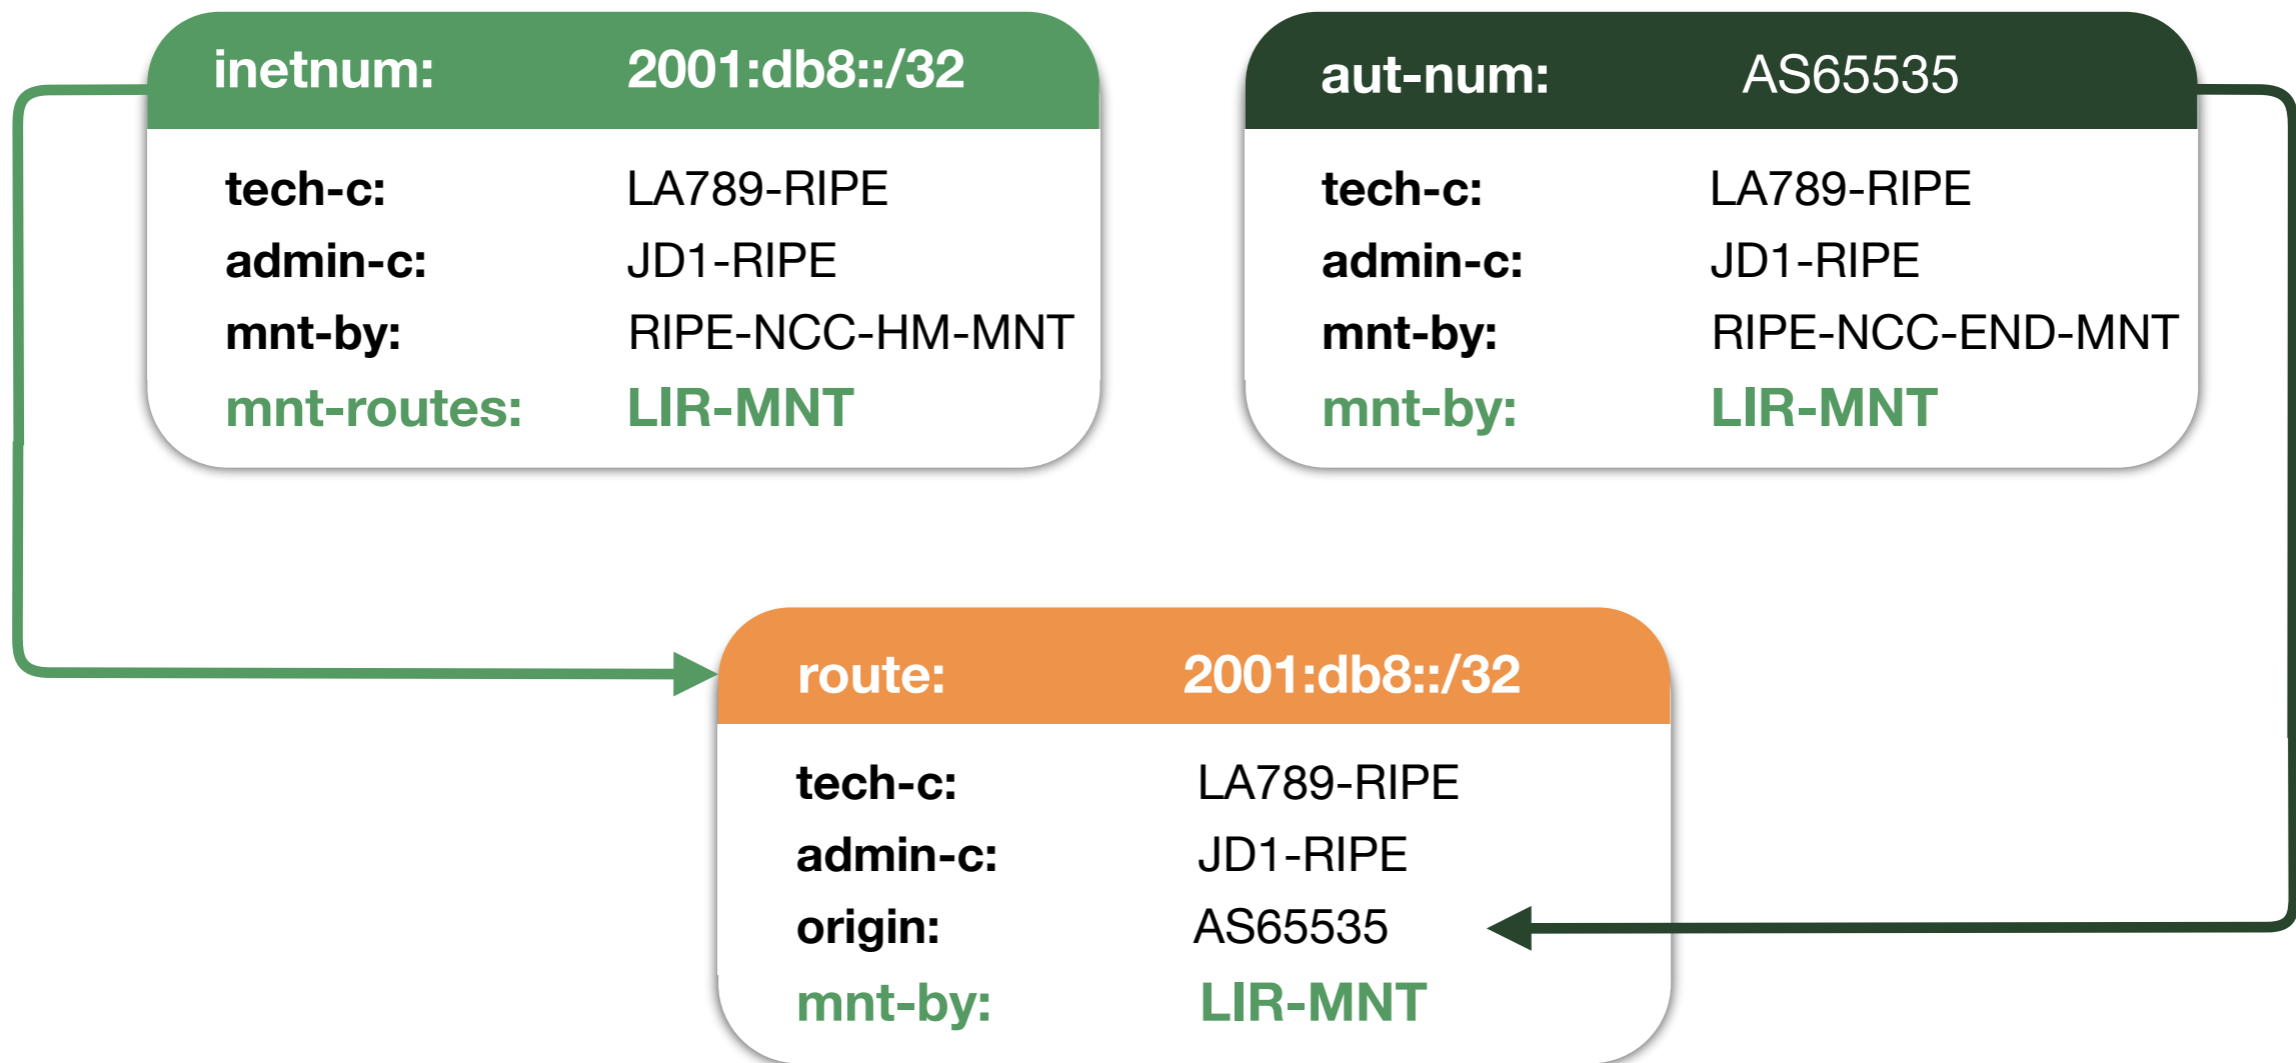 inetnum: 2001:db8::/32
tech-c: LA789-RIPE
admin-c: JD1-RIPE
mnt-by: RIPE-NCC-HM-MNT
mnt-routes: LIR-MNT
aut-num: AS65535
tech-c: LA789-RIPE
admin-c: JD1-RIPE
mnt-by: RIPE-NCC-END-MNT
mnt-by: LIR-MNT
route: 2001:db8::/32
tech-c: LA789-RIPE
admin-c: JD1-RIPE
origin: AS65535
mnt-by: LIR-MNT